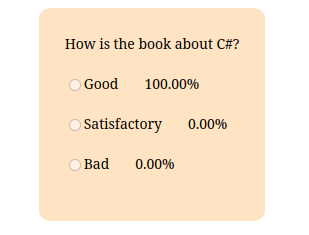 How is the book about C#?
Good 100.00%
Satisfactory 0.00%
Bad 0.00%